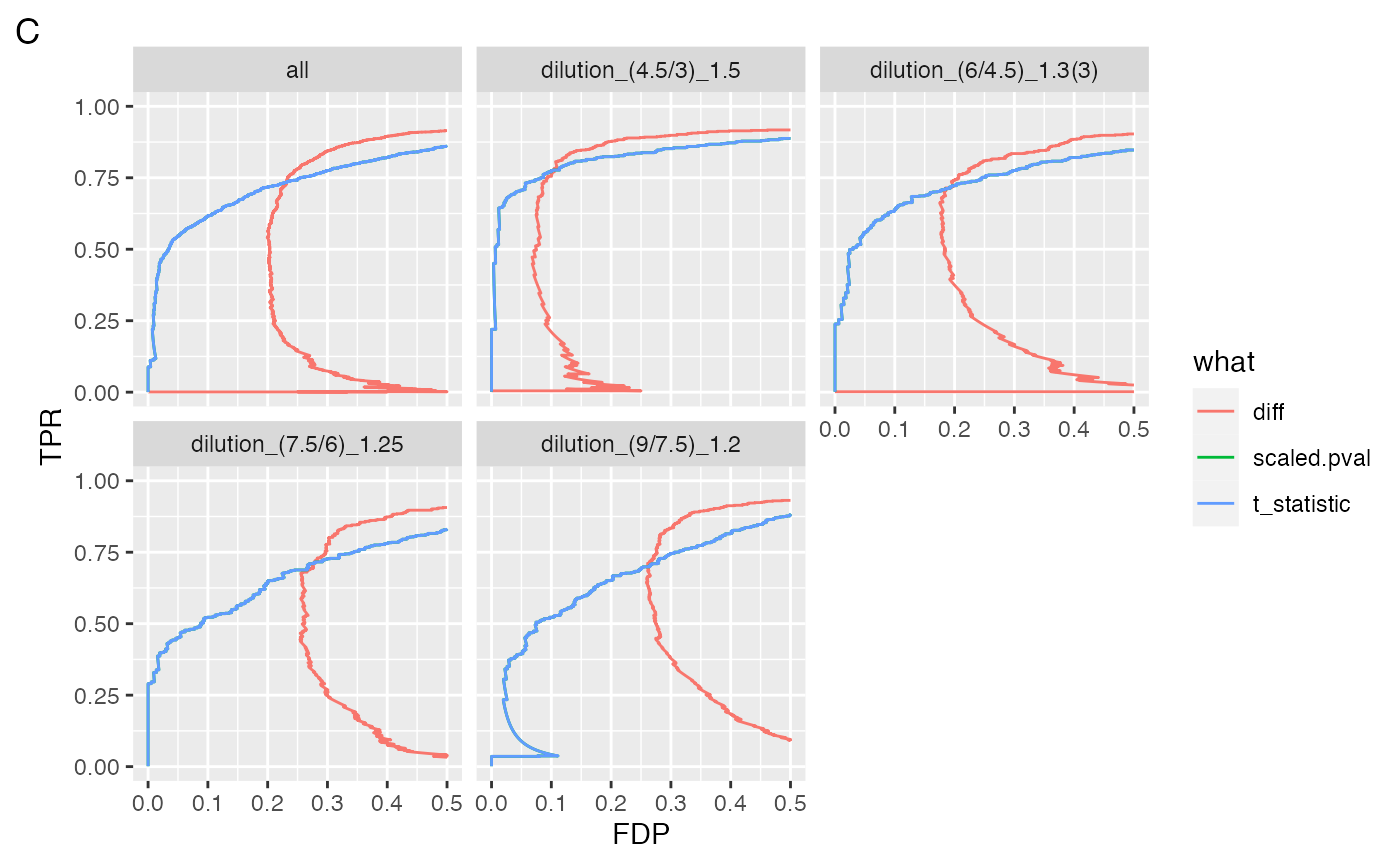 C
all
dilution_(4.5/3)_1.5
dilution_(6/4.5)_1.3(3)
1.00
0.75
0.50
0.25
0.00
0.0 0.1 0.2 0.3 0.4 0.5
TPR
dilution_(7.5/6)_1.25
dilution_(9/7.5)_1.2
1.00
0.75
0.50
0.25
0.00
0.0 0.1 0.2 0.3 0.4 0.5
0.0 0.1 0.2 0.3 0.4 0.5
FDP
what
diff
scaled.pval
t_statistic